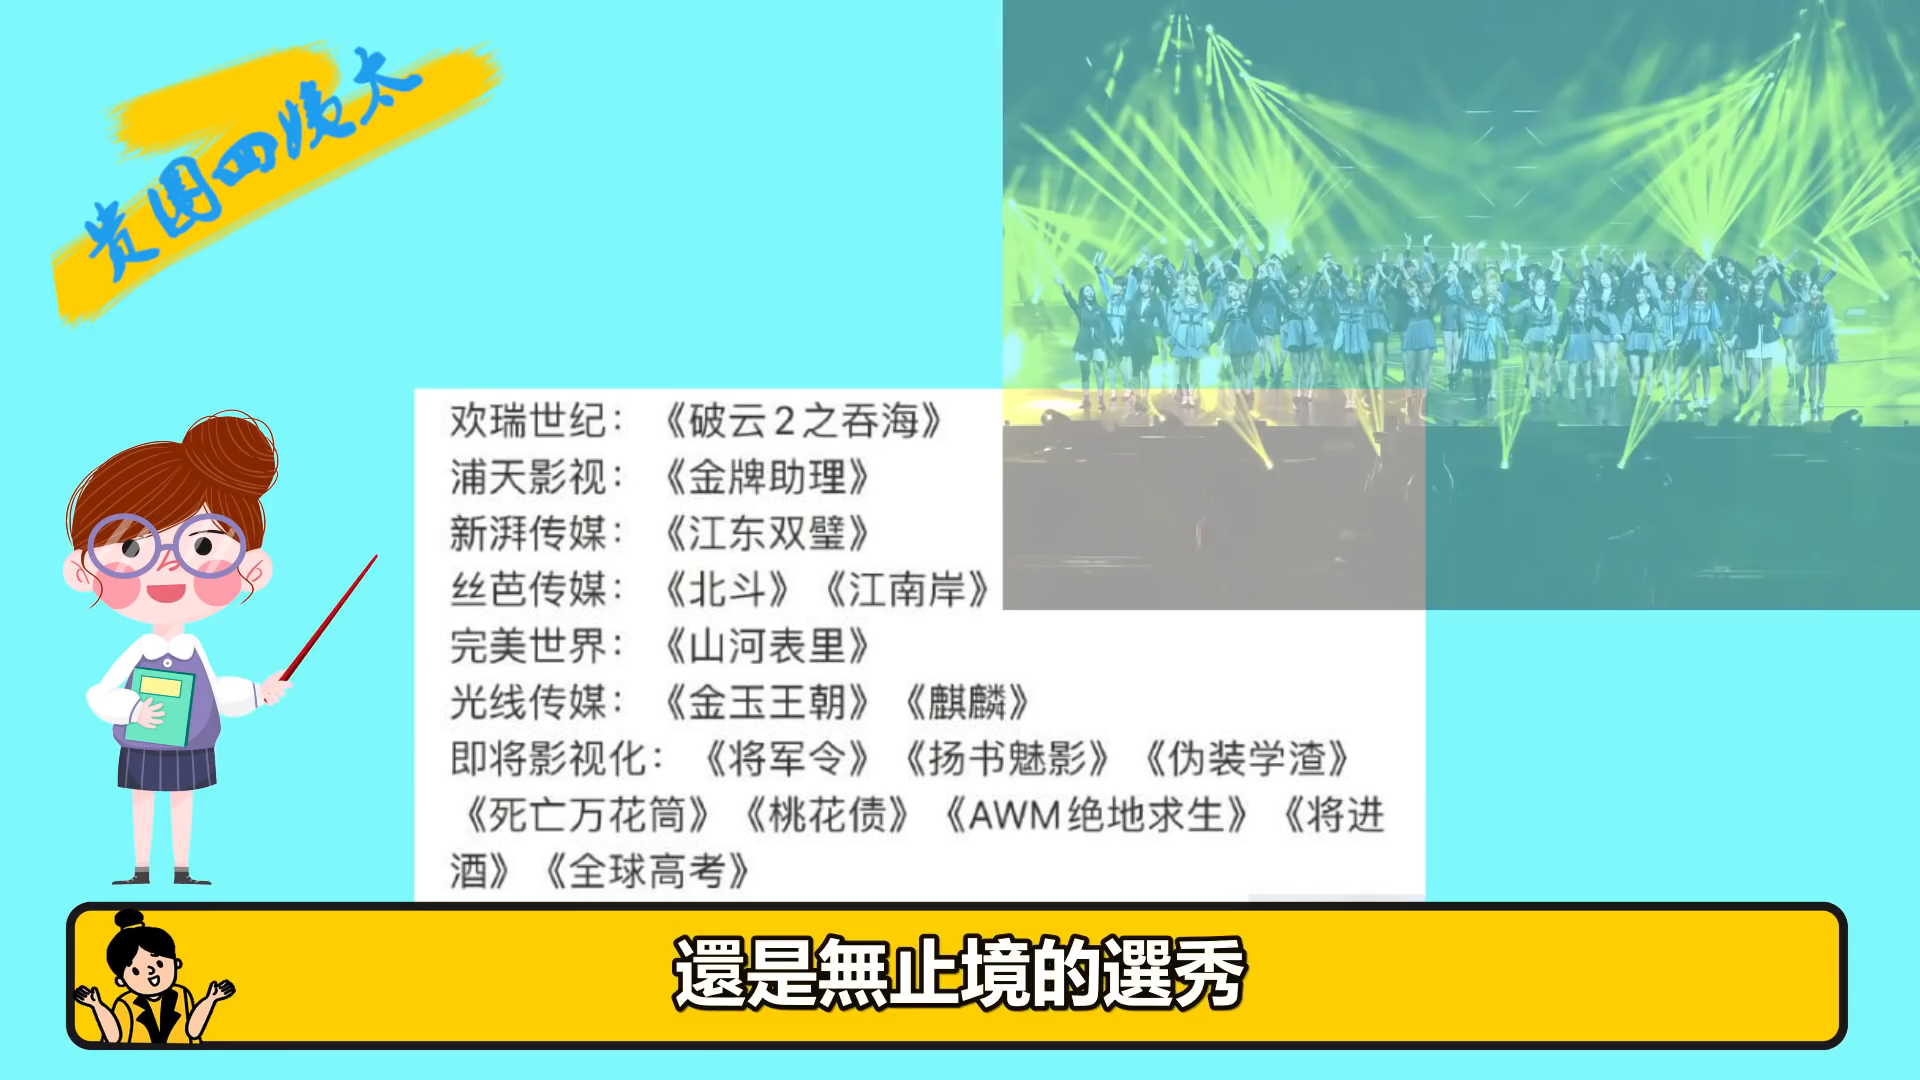 贵圈四姨太
欢瑞世纪：《破云2之吞海》
浦天影视：《金牌助理》
新湃传媒：《江东双璧》
丝芭传媒：《北斗》《江南岸》
完美世界：《山河表里》
光线传媒：《金玉王朝》《麒麟》
即将影视化：《将军令》《扬书魅影》《伪装学渣》
《死亡万花筒》《桃花债》《AWM绝地求生》《将进
酒》《全球高考》
還是無止境的選秀